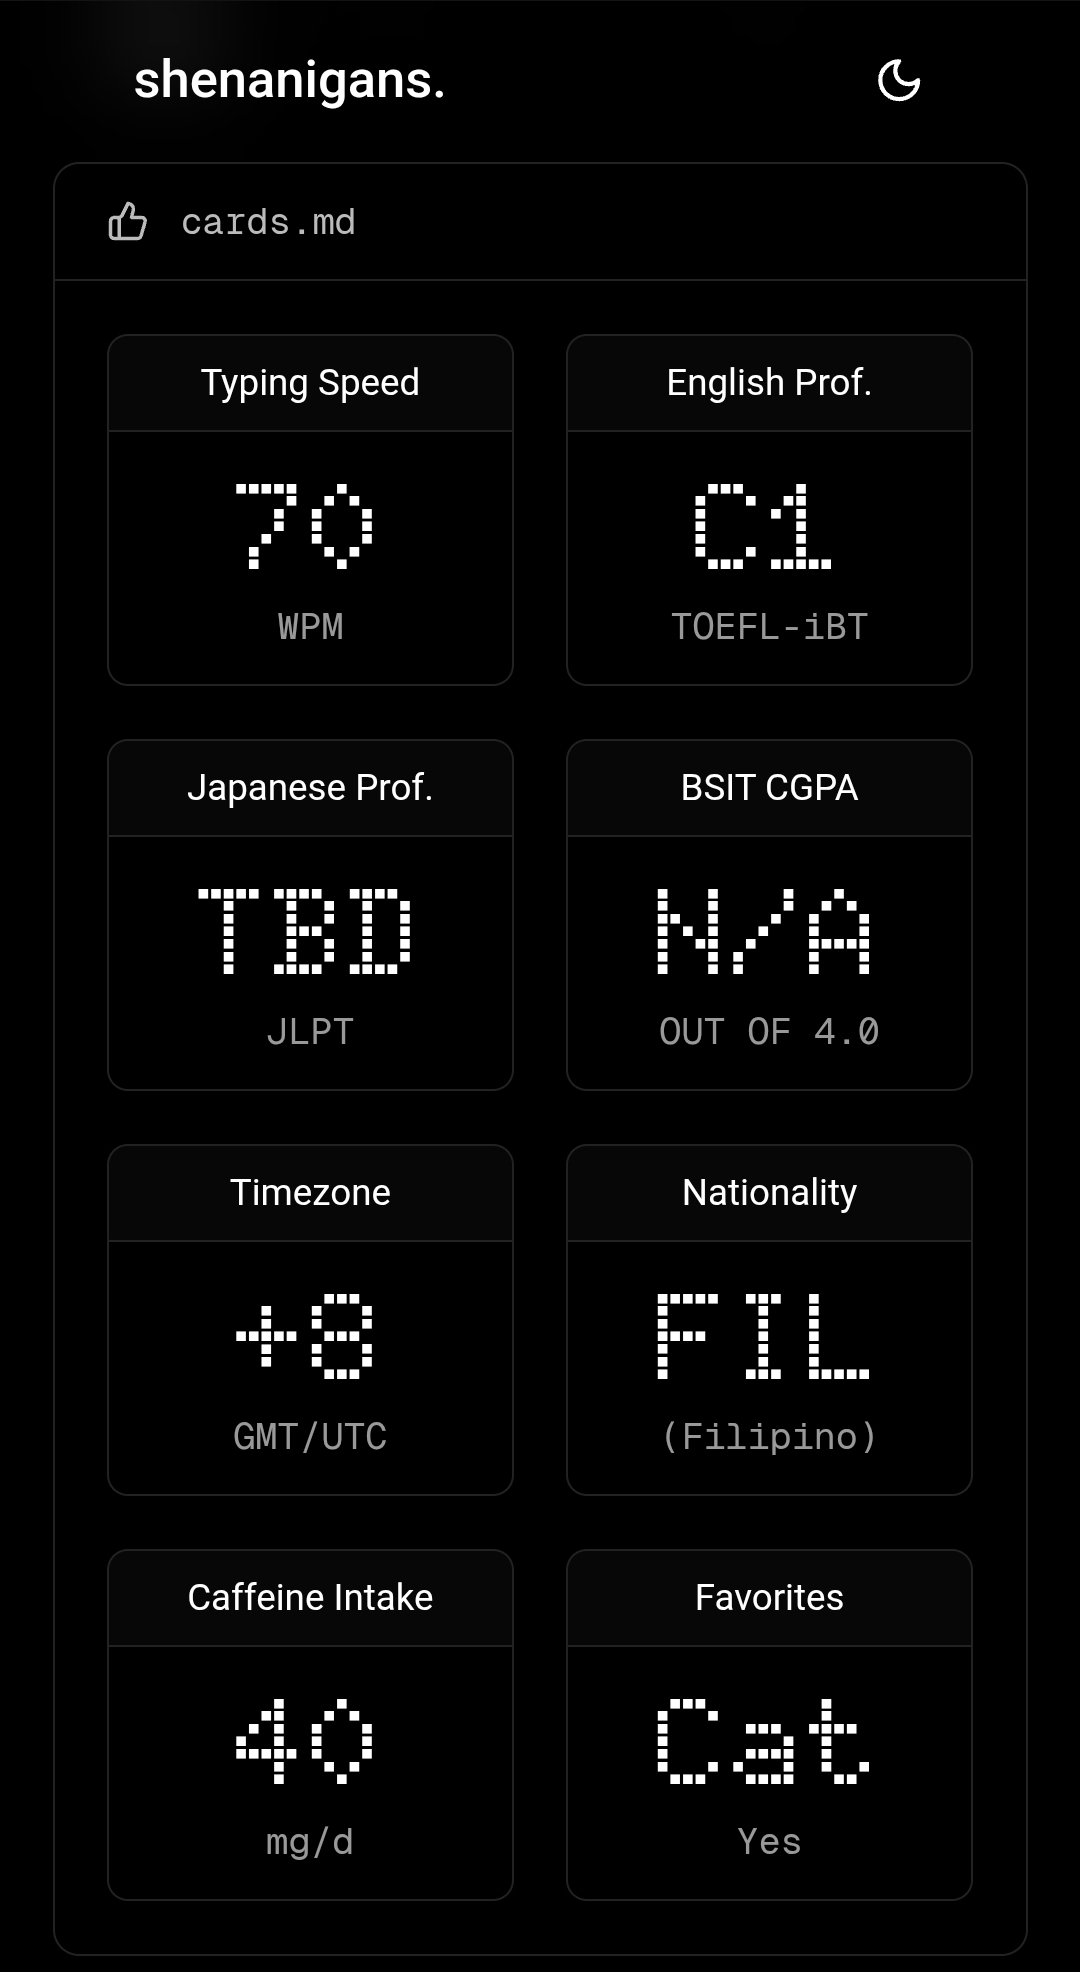 shenanigans.
cards.md
Typing Speed
70
WPM
English Prof.
C1
TOEFL-iBT
Japanese Prof.
TBD
JLPT
BSIT CGPA
N/A
OUT OF 4.0
Timezone
+8
GMT/UTC
Nationality
FIL
(Filipino)
Caffeine Intake
40
mg/d
Favorites
Cat
Yes